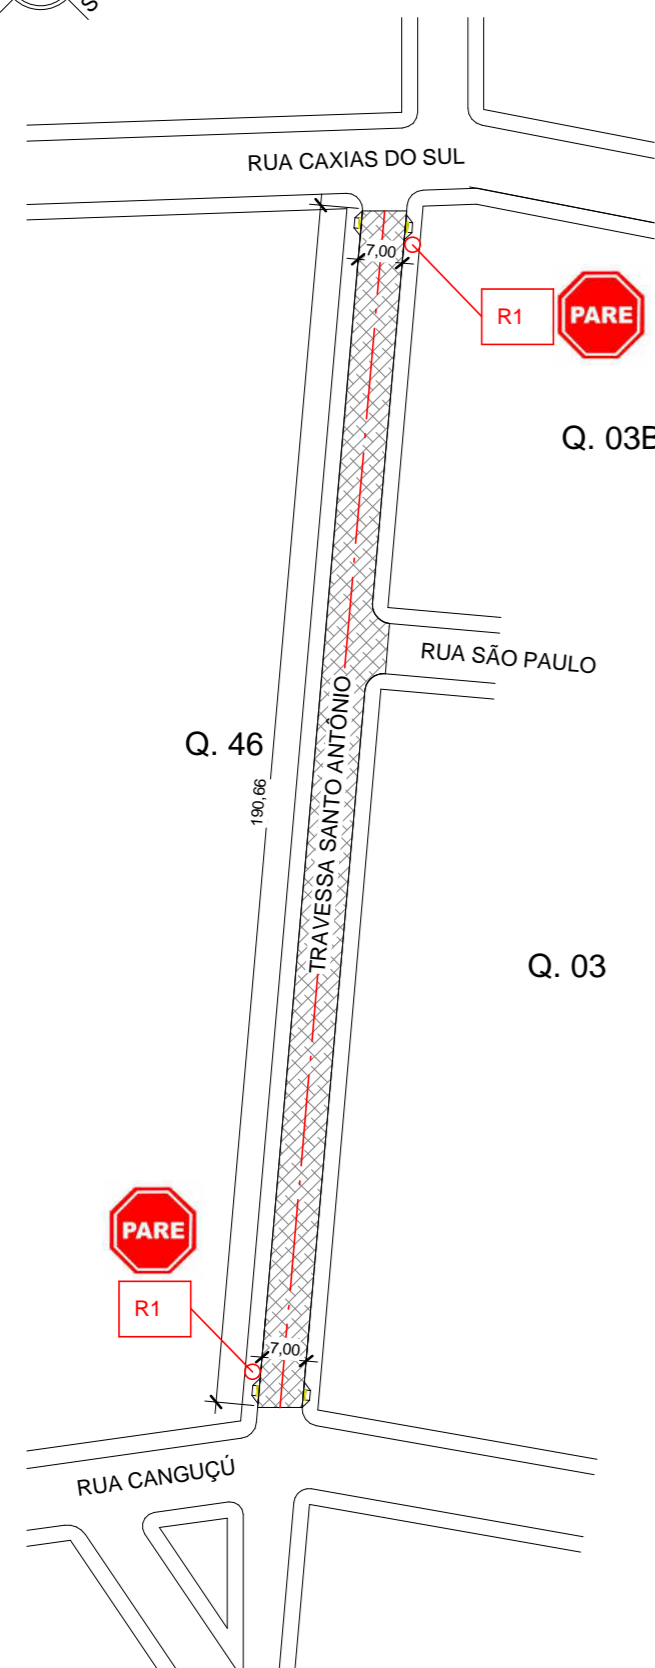 S
RUA CAXIAS DO SUL
7,00
R1
PARE
Q. 03B
RUA SÃO PAULO
Q. 46
190,66
TRAVESSA SANTO ANTÔNIO
Q. 03
PARE
R1
7,00
RUA CANGUÇÚ